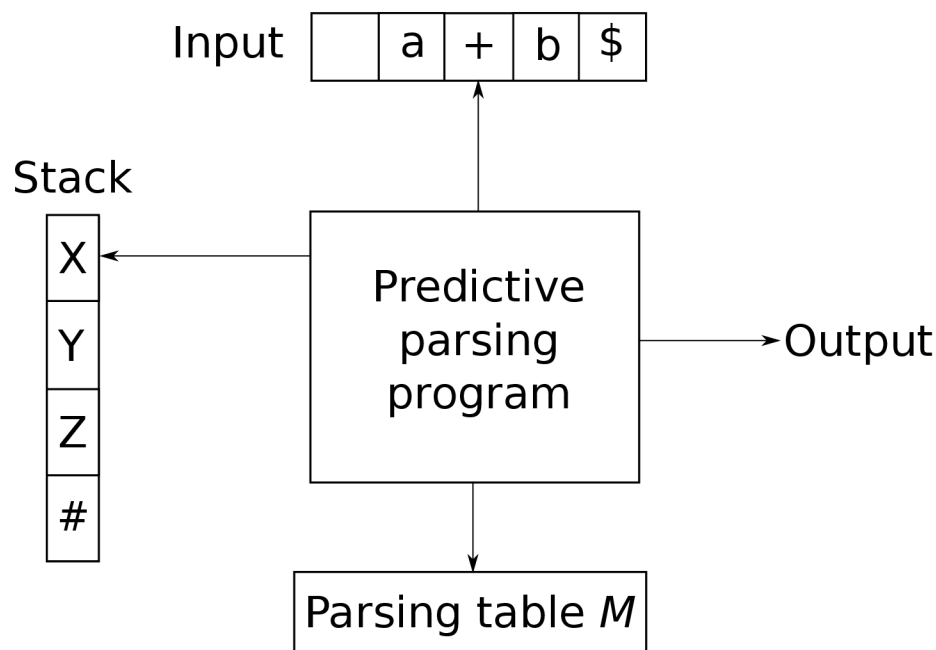 Input a + b $
Stack
X
Y
Z
#
Predictive
parsing
program
Output
Parsing table M